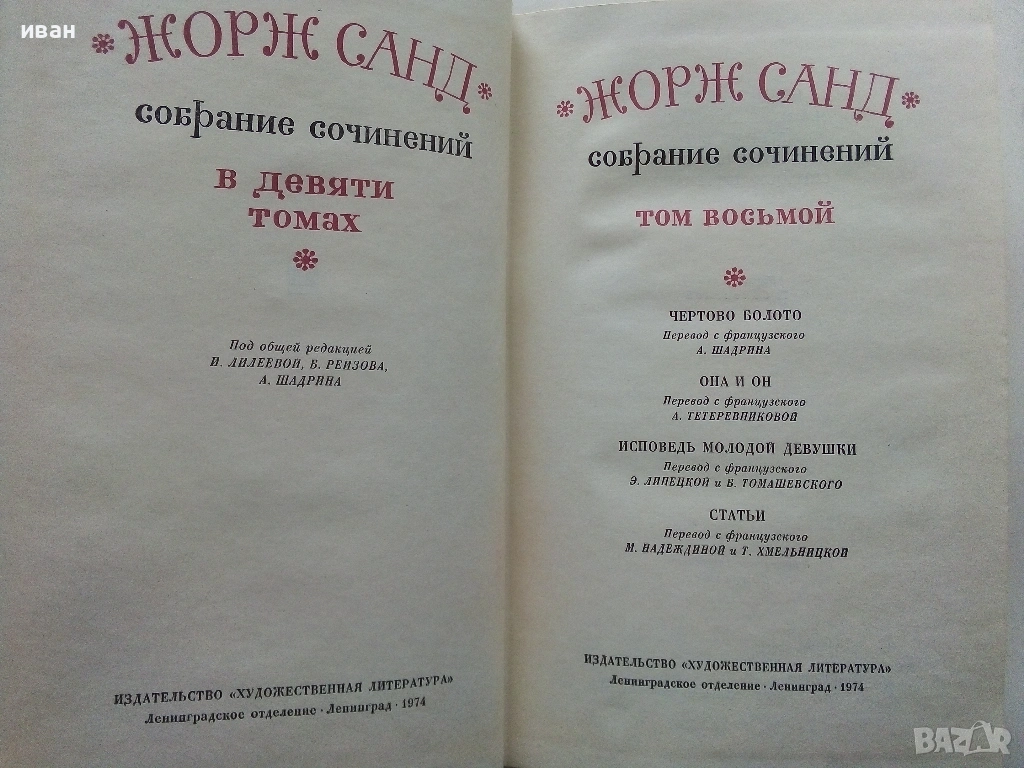 иван
ЖОРЖ САНД
собрание сочинений
в девяти
томах
Под общей редакцией
И. ЛИЛЕЕВОЙ, Б. РЕИЗОВА,
А. ШАДРИНА
ИЗДАТЕЛЬСТВО «ХУДОЖЕСТВЕННАЯ ЛИТЕРАТУРА»
Ленинградское отделение · Ленинград · 1974
ЖОРЖ САНД
собрание сочинений
том восьмой
ЧЕРТОВО БОЛОТО
Перевод с французского
А. ШАДРИНА
ОНА И ОН
Перевод с французского
А. ТЕТЕРЕВНИКОВОЙ
ИСПОВЕДЬ МОЛОДОЙ ДЕВУШКИ
Перевод с французского
Э. ЛИПЕЦКОЙ и Б. ТОМАШЕВСКОГО
СТАТЬИ
Перевод с французского
М. НАДЕЖДИНОЙ и Т. ХМЕЛЬНИЦКОЙ
ИЗДАТЕЛЬСТВО «ХУДОЖЕСТВЕННАЯ ЛИТЕРАТУРА»
Ленинградское отделение · Ленинград · 1974
BAZAR